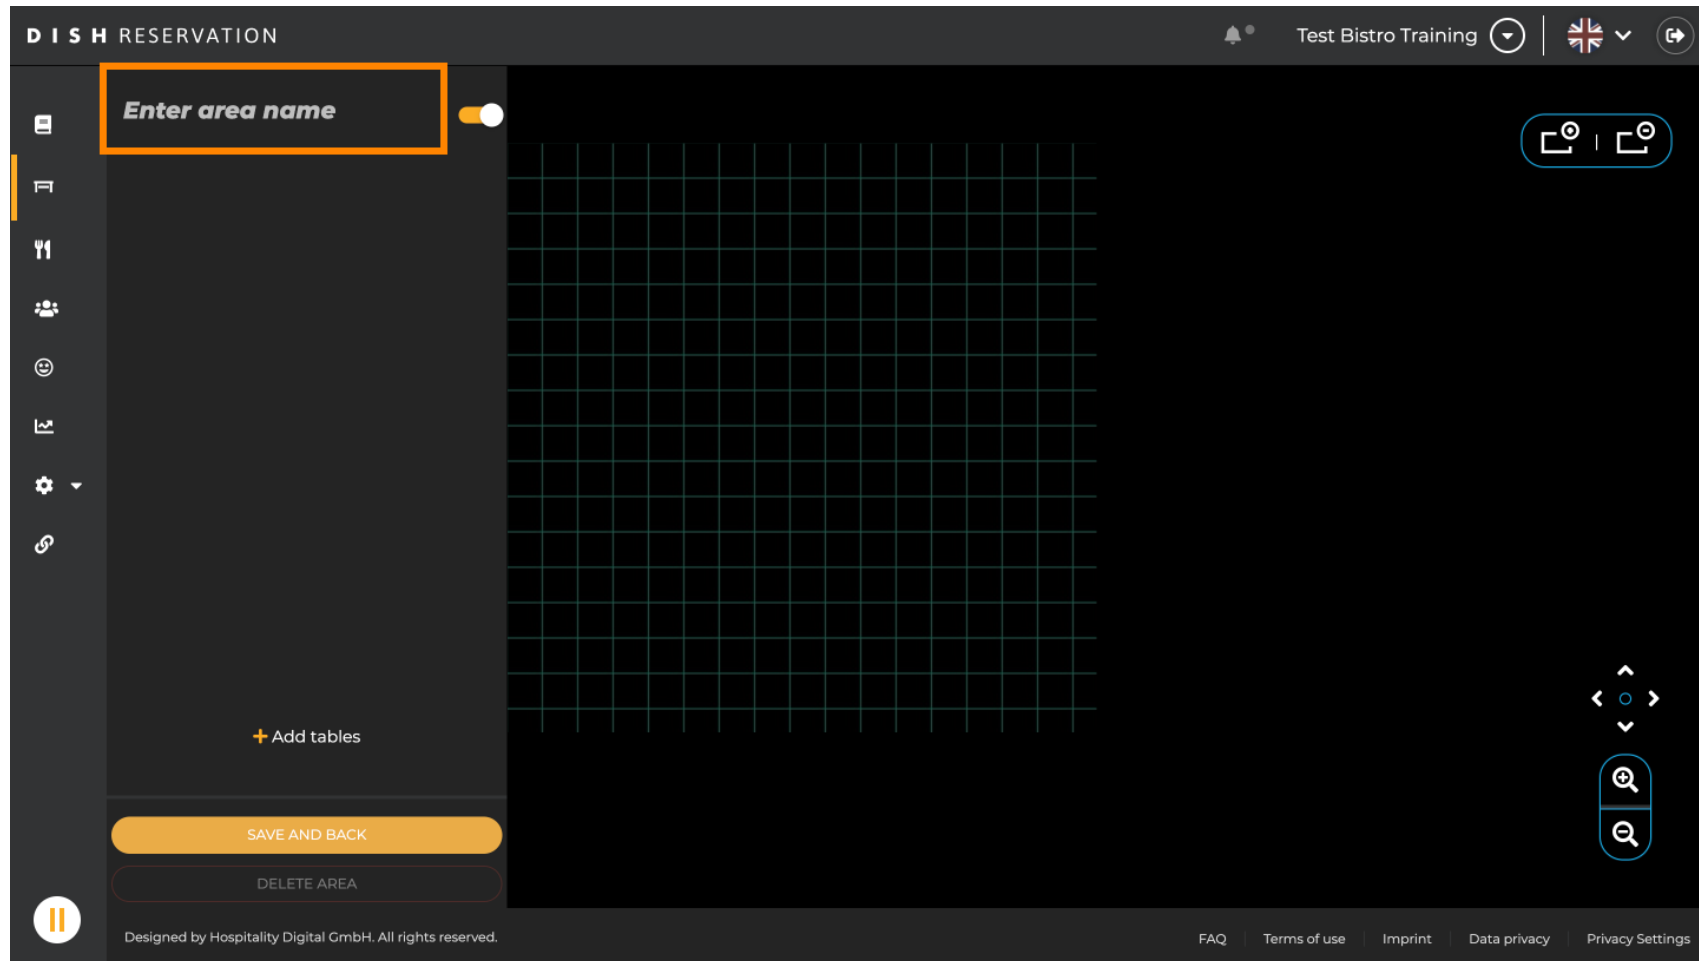 DISH RESERVATION
Test Bistro Training
Enter area name
+ Add tables
SAVE AND BACK
DELETE AREA
Designed by Hospitality Digital GmbH. All rights reserved.
FAQ
Terms of use
Imprint
Data privacy
Privacy Settings